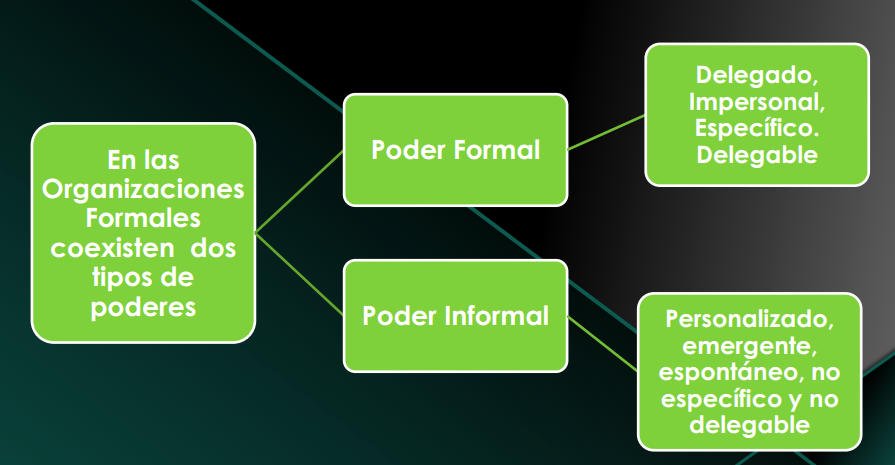 En las
Organizaciones
Formales
coexisten dos
tipos de
poderes
Poder Formal
Delegado,
Impersonal,
Específico.
Delegable
Poder Informal
Personalizado,
emergente,
espontáneo, no
específico y no
delegable